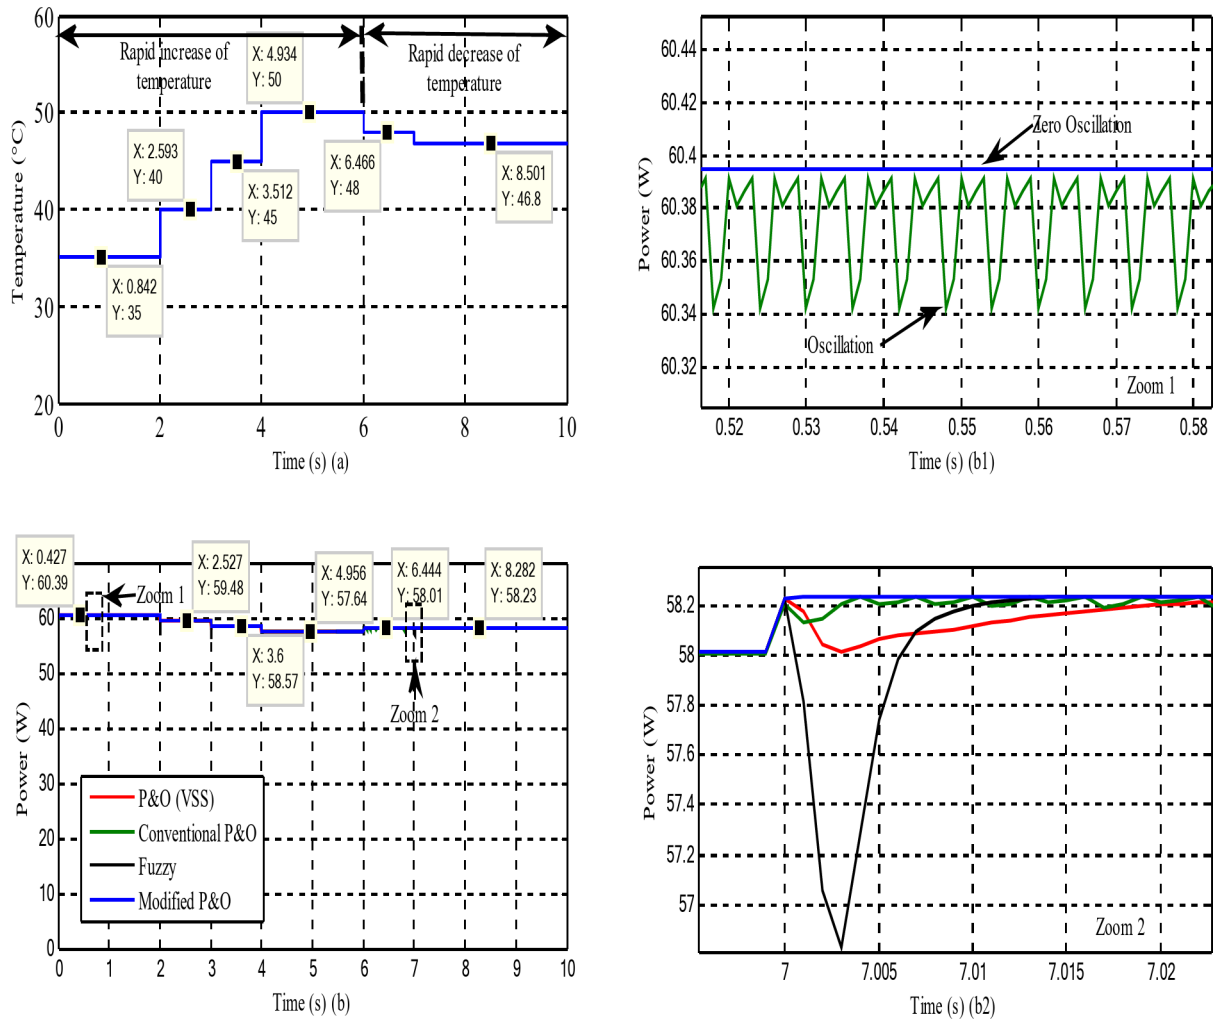 60
50
40
30
20
Temperature (°C)
Rapid increase of
temperature
Rapid decrease of
temperature
X: 4.934
Y: 50
X: 2.593
Y: 40
X: 3.512
Y: 45
X: 6.466
Y: 48
X: 8.501
Y: 46.8
X: 0.842
Y: 35
0 2 4 6 8 10
Time (s) (a)
60.44
60.42
60.4
60.38
60.36
60.34
60.32
Power (W)
Zero Oscillation
Oscillation
Zoom 1
0.52 0.53 0.54 0.55 0.56 0.57 0.58
Time (s) (b1)
X: 0.427
Y: 60.39
Zoom 1
X: 2.527
Y: 59.48
X: 3.6
Y: 58.57
X: 4.956
Y: 57.64
X: 6.444
Y: 58.01
X: 8.282
Y: 58.23
Zoom 2
60
50
40
30
20
10
0
Power (W)
P&O (VSS)
Conventional P&O
Fuzzy
Modified P&O
0 1 2 3 4 5 6 7 8 9 10
Time (s) (b)
58.2
58
57.8
57.6
57.4
57.2
57
Power (W)
Zoom 2
7 7.005 7.01 7.015 7.02
Time (s) (b2)